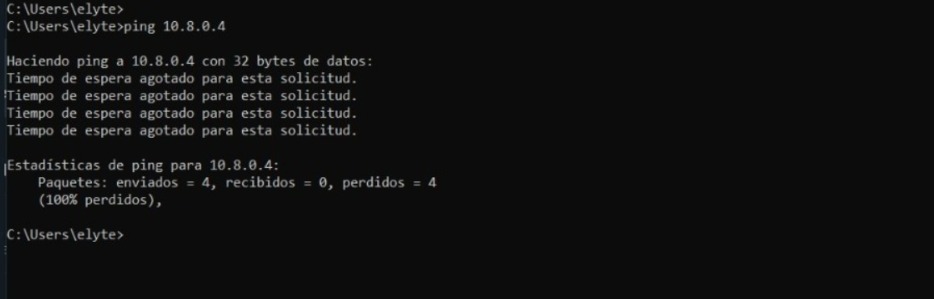 C:\Users\elyte>
C:\Users\elyte>ping 10.8.0.4
Haciendo ping a 10.8.0.4 con 32 bytes de datos:
Tiempo de espera agotado para esta solicitud.
Tiempo de espera agotado para esta solicitud.
Tiempo de espera agotado para esta solicitud.
Tiempo de espera agotado para esta solicitud.
Estadísticas de ping para 10.8.0.4:
Paquetes: enviados = 4, recibidos = 0, perdidos = 4
(100% perdidos),
C:\Users\elyte>